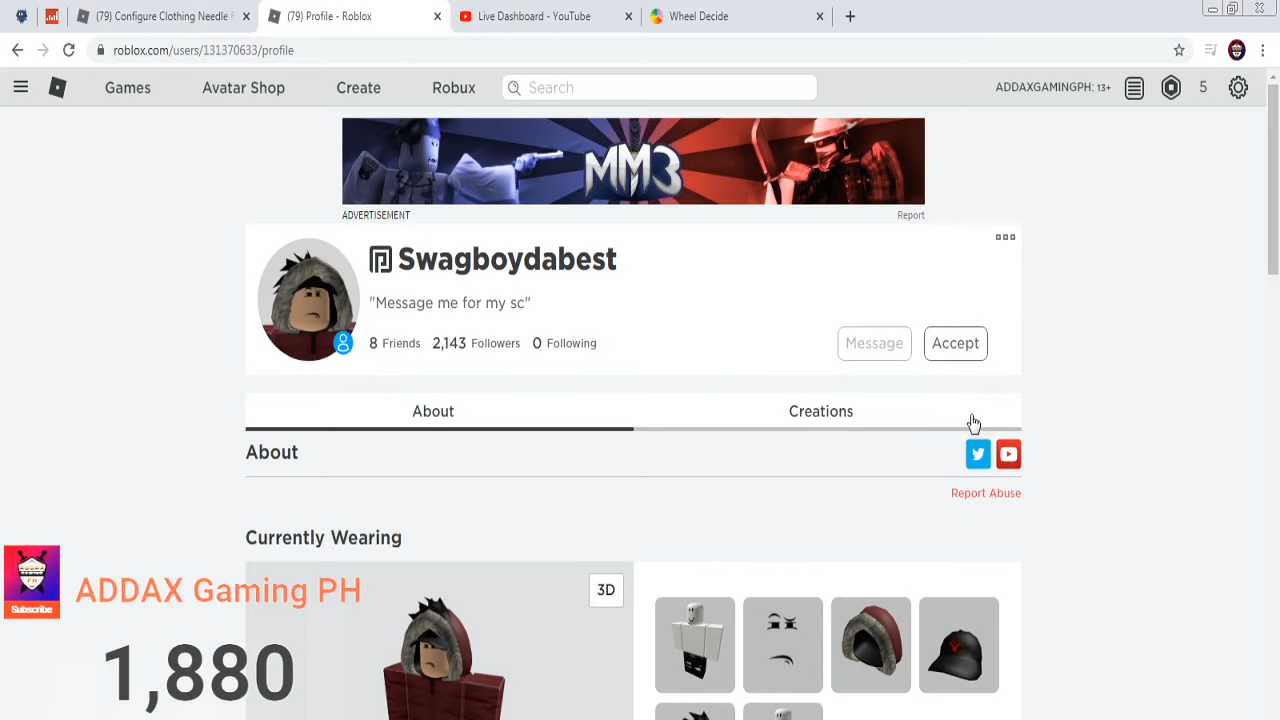 (79) Configure Clothing Needle F
(79) Profile - Roblox
Live Dashboard - YouTube
Wheel Decide
roblox.com/users/131370633/profile
Games
Avatar Shop
Create
Robux
Search
ADDAXGAMINGPH: 13+
5
MM3
ADVERTISEMENT
Report
Swagboydabest
"Message me for my sc"
8 Friends
2,143 Followers
0 Following
Message
Accept
About
Creations
About
Report Abuse
Currently Wearing
3D
Subscribe
ADDAX Gaming PH
1,880